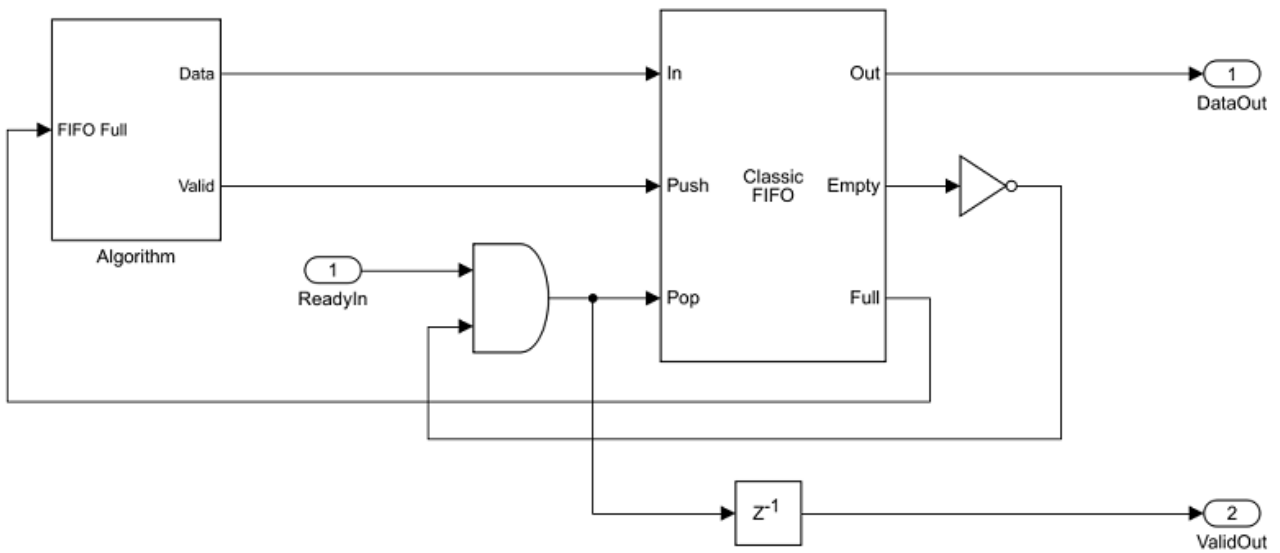 Data
In
Out
1
DataOut
FIFO Full
Valid
Push
Classic
FIFO
Empty
Algorithm
1
ReadyIn
Pop
Full
Z-1
2
ValidOut